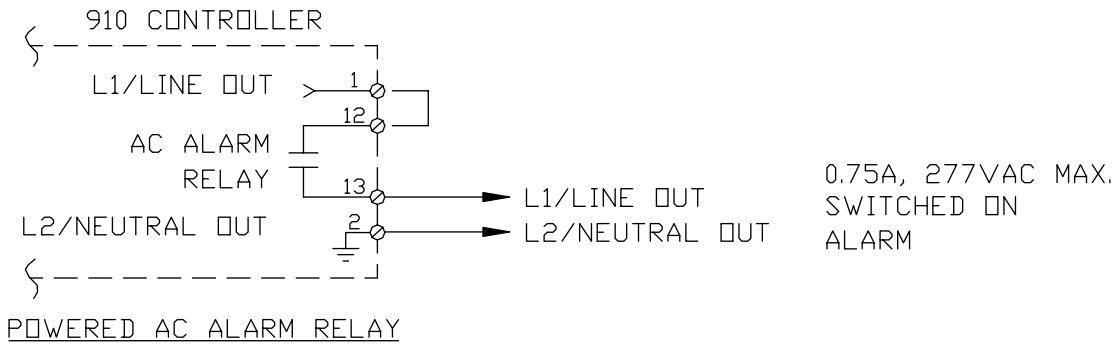 910 CONTROLLER
L1/LINE OUT
1
12
AC ALARM
RELAY
13
L1/LINE OUT
L2/NEUTRAL OUT
2
L2/NEUTRAL OUT
0.75A, 277VAC MAX.
SWITCHED ON
ALARM
POWERED AC ALARM RELAY